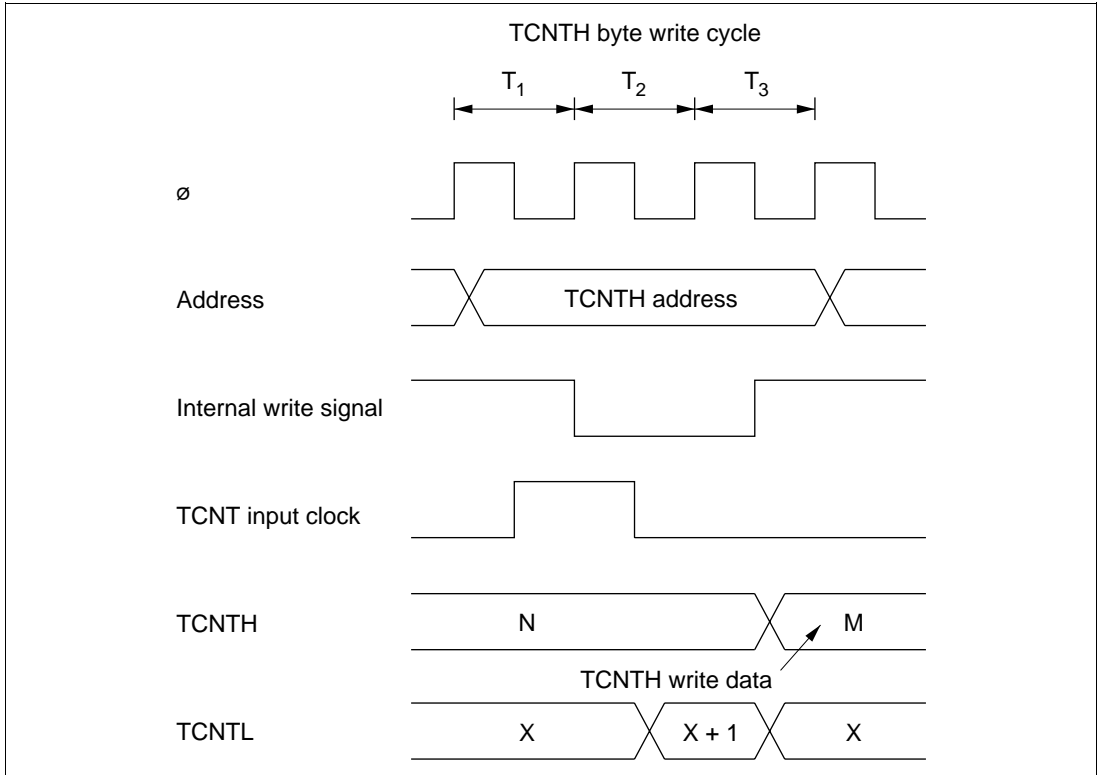 TCNTH byte write cycle
T1 T2 T3
ø
Address TCNTH address
Internal write signal
TCNT input clock
TCNTH N M
TCNTH write data
TCNTL X X + 1 X